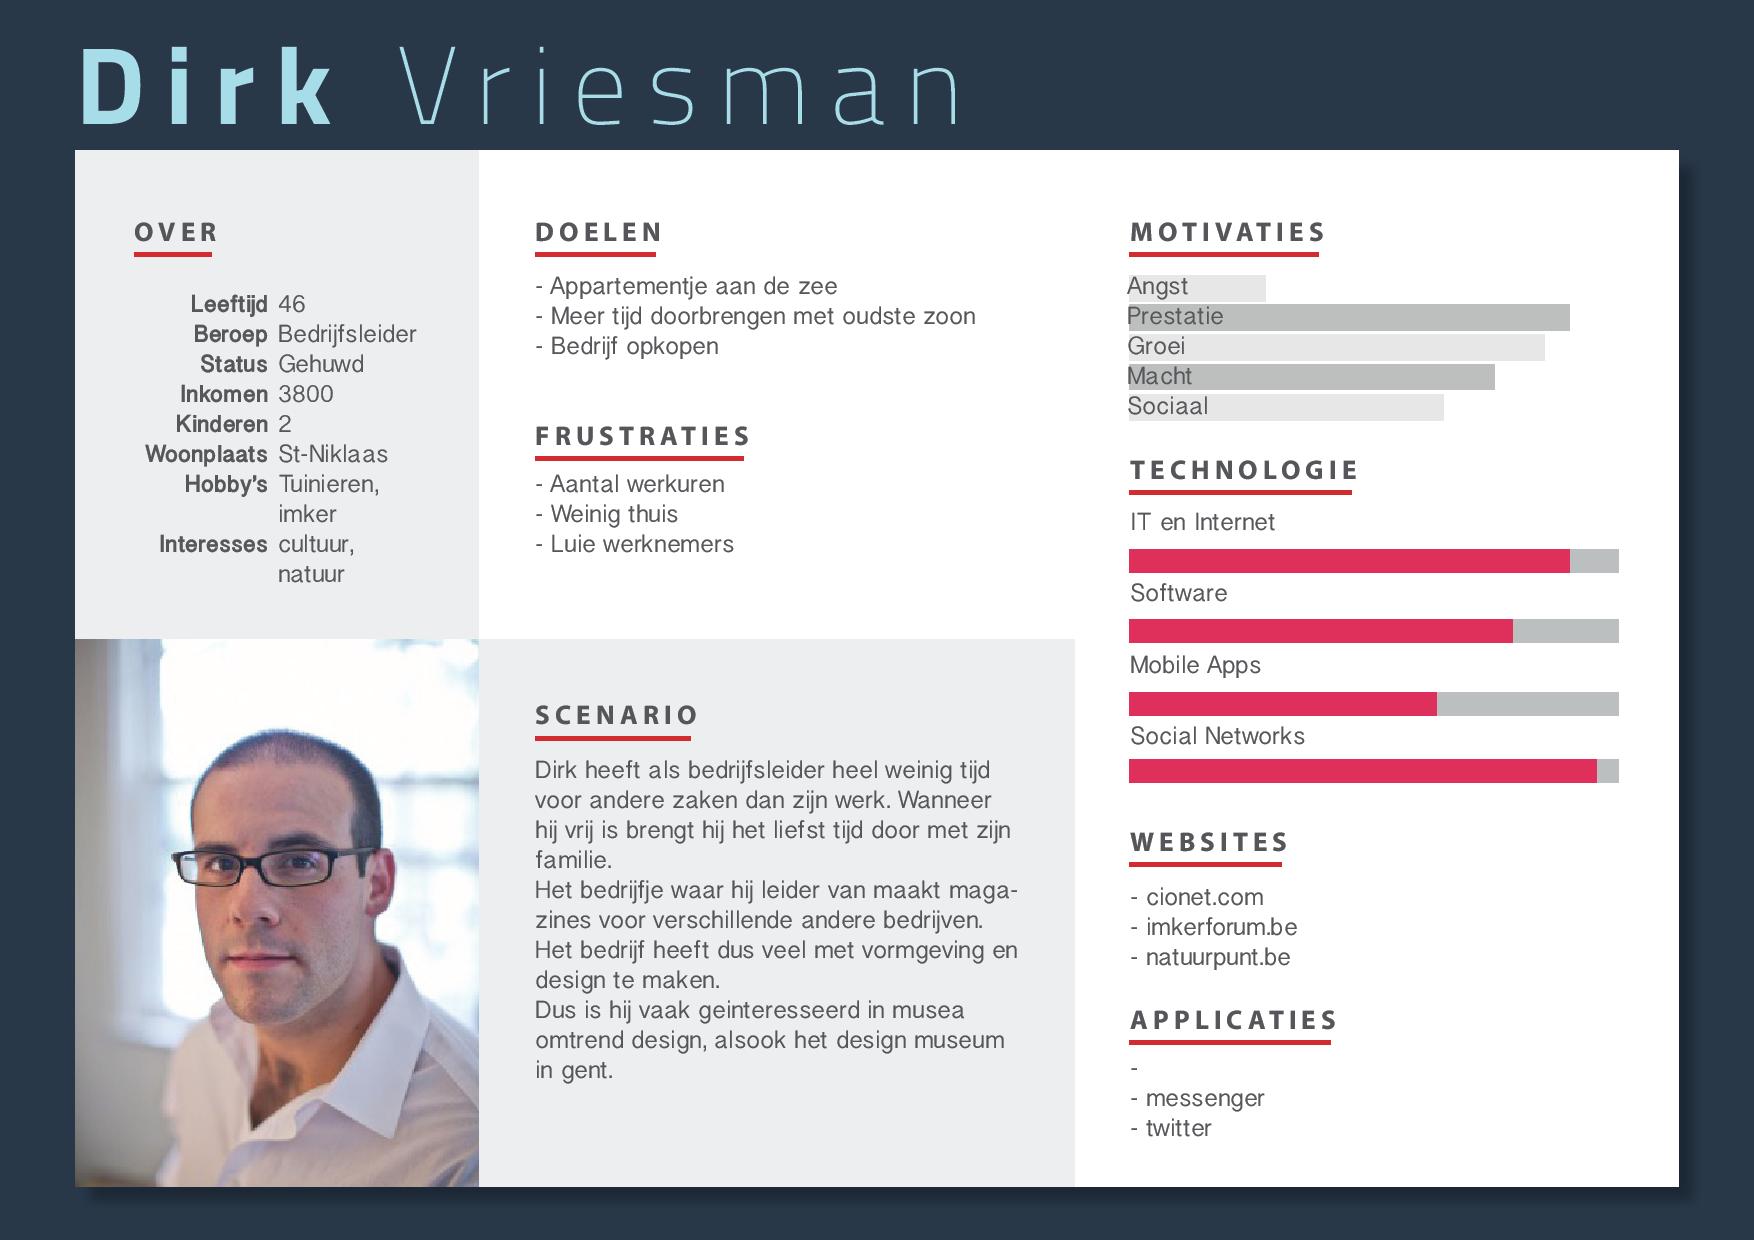 Dirk Vriesman
OVER
Leeftijd 46
Beroep Bedrijfsleider
Status Gehuwd
Inkomen 3800
Kinderen 2
Woonplaats St-Niklaas
Hobby's Tuinieren,
imker
Interesses cultuur,
natuur
DOELEN
- Appartementje aan de zee
- Meer tijd doorbrengen met oudste zoon
- Bedrijf opkopen
FRUSTRATIES
- Aantal werkuren
- Weinig thuis
- Luie werknemers
SCENARIO
Dirk heeft als bedrijfsleider heel weinig tijd
voor andere zaken dan zijn werk. Wanneer
hij vrij is brengt hij het liefst tijd door met zijn
familie.
Het bedrijfje waar hij leider van maakt maga-
zines voor verschillende andere bedrijven.
Het bedrijf heeft dus veel met vormgeving en
design te maken.
Dus is hij vaak geinteresseerd in musea
omtrend design, alsook het design museum
in gent.
MOTIVATIES
Angst
Prestatie
Groei
Macht
Sociaal
TECHNOLOGIE
IT en Internet
Software
Mobile Apps
Social Networks
WEBSITES
- cionet.com
- imkerforum.be
- natuurpunt.be
APPLICATIES
-
- messenger
- twitter